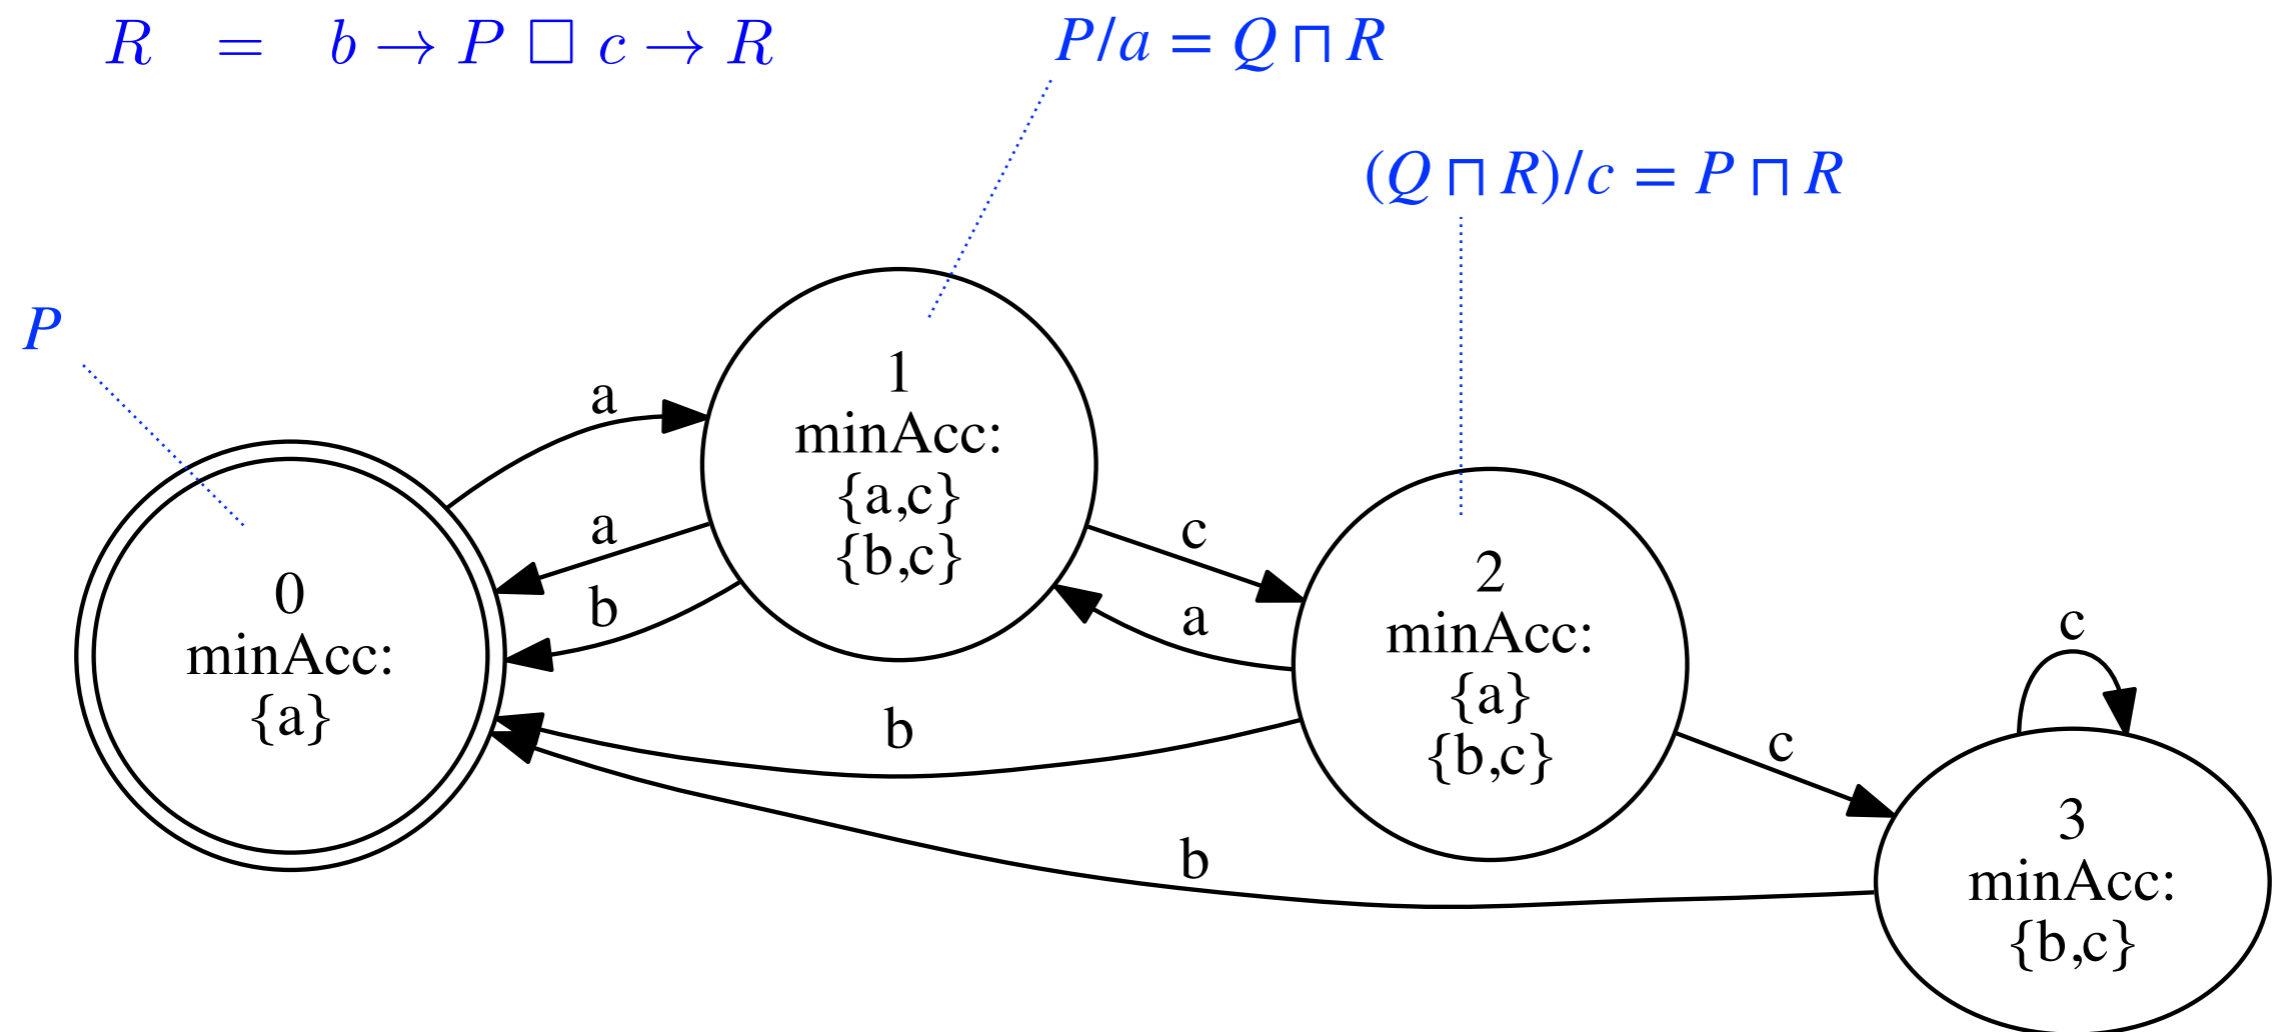 R = b → P □ c → R
P/a = Q ⊓ R
(Q ⊓ R)/c = P ⊓ R
P
a
1
minAcc:
{a,c}
{b,c}
a
b
c
a
0
minAcc:
{a}
2
minAcc:
{a}
{b,c}
b
c
c
b
3
minAcc:
{b,c}